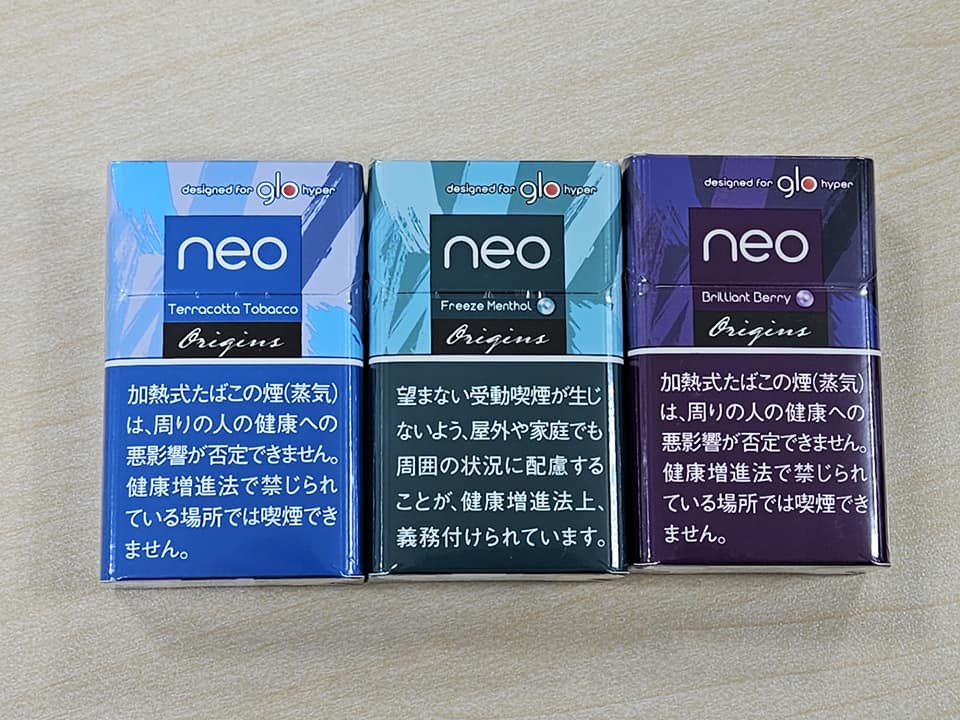 designed for glo hyper
neo
Terracotta Tobacco
Origins
加熱式たばこの煙(蒸気)
は、周りの人の健康への
悪影響が否定できません。
健康増進法で禁じられ
ている場所では喫煙でき
ません。
designed for glo hyper
neo
Freeze Menthol
Origins
望まない受動喫煙が生じ
ないよう、屋外や家庭でも
周囲の状況に配慮する
ことが、健康増進法上、
義務付けられています。
designed for glo hyper
neo
Brilliant Berry
Origins
加熱式たばこの煙(蒸気)
は、周りの人の健康への
悪影響が否定できません。
健康増進法で禁じられ
ている場所では喫煙でき
ません。